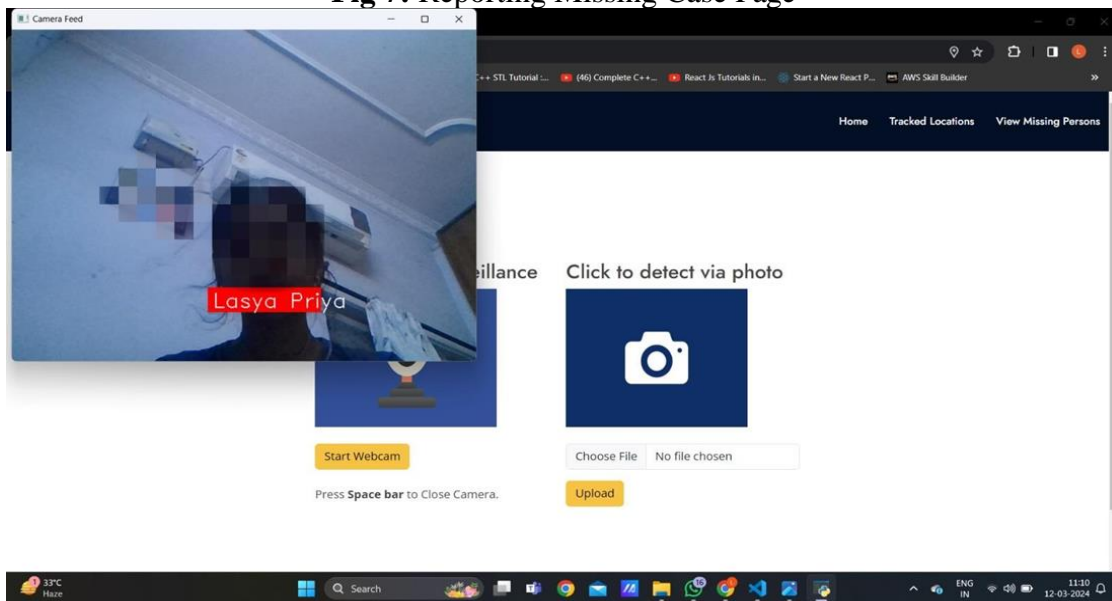 Fig 7: Reporting Missing Case Page
Camera Feed
C++ STL Tutorial :...
(46) Complete C++...
React Js Tutorials in...
Start a New React P...
AWS Skill Builder
»
L
Home
Tracked Locations
View Missing Persons
Lasya Priya
eillance
Click to detect via photo
Start Webcam
Choose File
No file chosen
Press Space bar to Close Camera.
Upload
1
33°C
Haze
Search
ENG
IN
11:10
12-03-2024